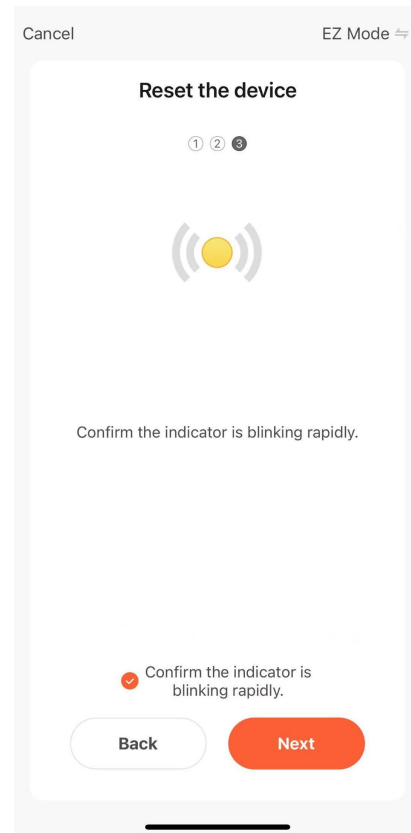 Cancel EZ Mode
Reset the device
1 2 3
Confirm the indicator is blinking rapidly.
Confirm the indicator is
blinking rapidly.
Back Next